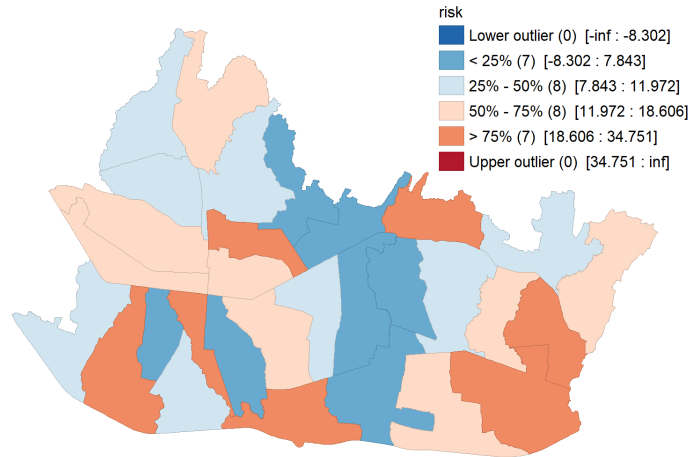 risk
Lower outlier (0) [-inf : -8.302]
< 25% (7) [-8.302 : 7.843]
25% - 50% (8) [7.843 : 11.972]
50% - 75% (8) [11.972 : 18.606]
> 75% (7) [18.606 : 34.751]
Upper outlier (0) [34.751 : inf]